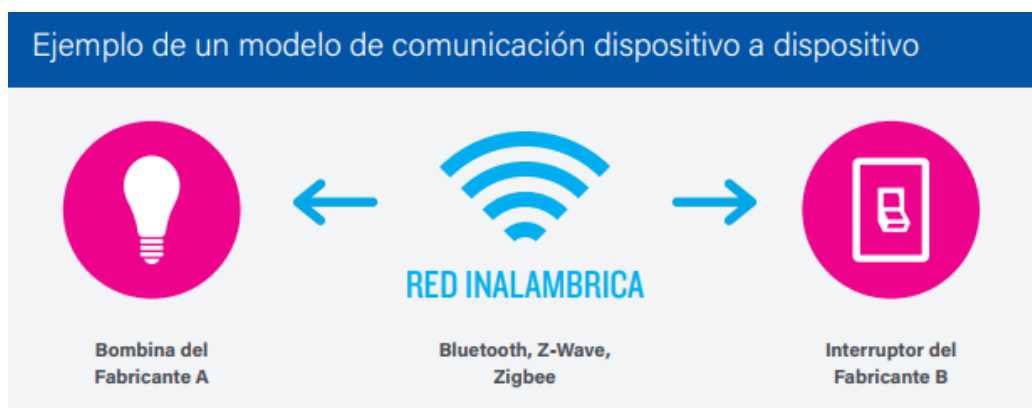 Ejemplo de un modelo de comunicación dispositivo a dispositivo
RED INALAMBRICA
Bombina del
Fabricante A
Bluetooth, Z-Wave,
Zigbee
Interruptor del
Fabricante B